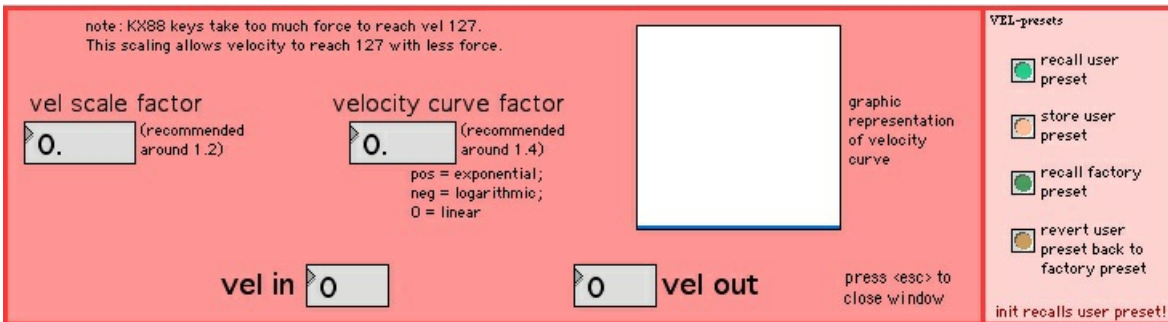 note: KX88 keys take too much force to reach vel 127.
This scaling allows velocity to reach 127 with less force.
vel scale factor
0.
(recommended
around 1.2)
velocity curve factor
0.
(recommended
around 1.4)
pos = exponential;
neg = logarithmic;
0 = linear
graphic
representation
of velocity
curve
vel in
0
0
vel out
press <esc> to
close window
VEL-presets
recall user
preset
store user
preset
recall factory
preset
revert user
preset back to
factory preset
init recalls user preset!